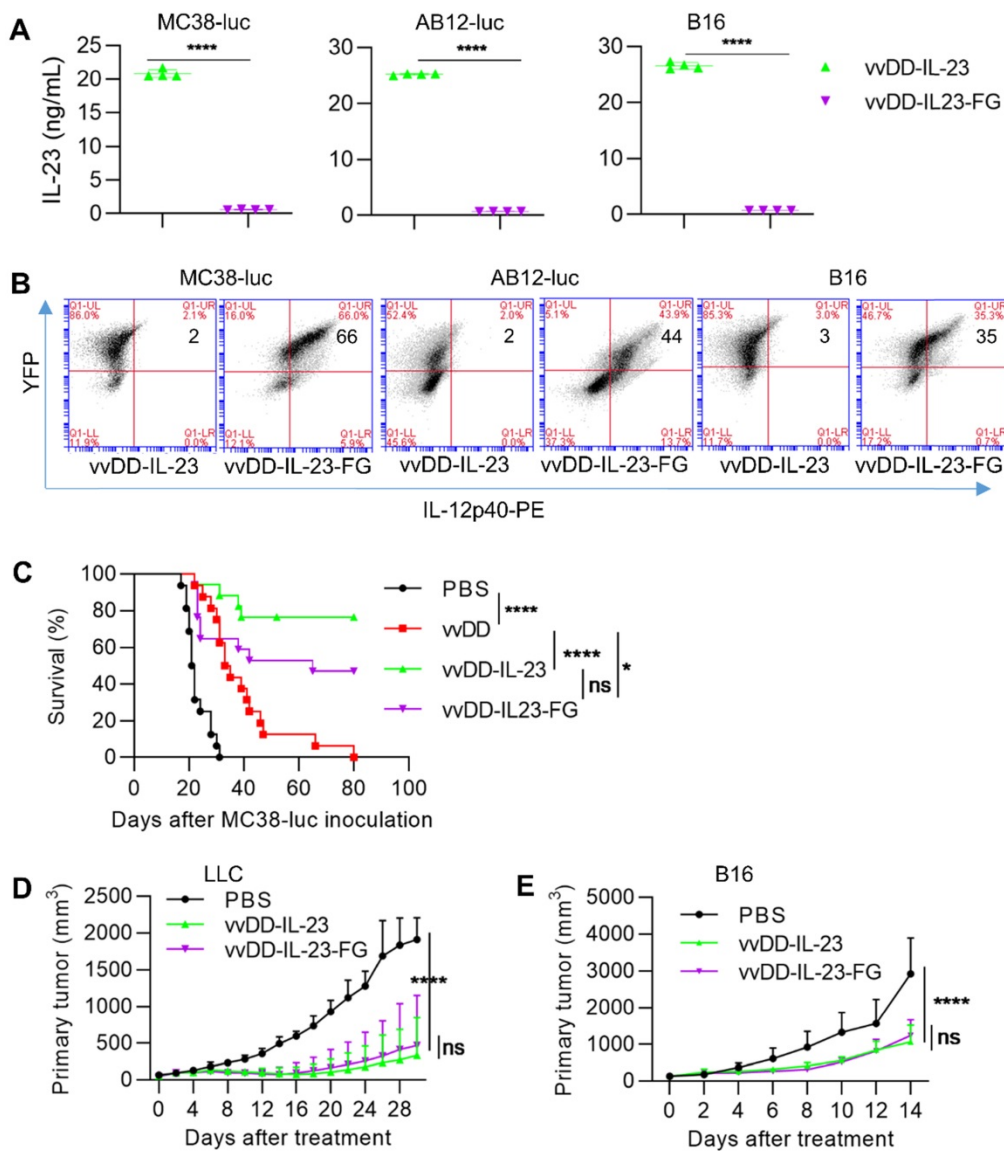 A
MC38-luc
AB12-luc
B16
****
****
****
vvDD-IL-23
vvDD-IL23-FG
IL-23 (ng/mL)
25
20
15
10
5
0
30
20
10
0
30
20
10
0
B
MC38-luc
AB12-luc
B16
YFP
Q1-UL
86.0%
Q1-UR
2.1%
2
Q1-LL
11.9%
Q1-LR
0.0%
Q1-UL
16.0%
Q1-UR
66.0%
66
Q1-LL
12.1%
Q1-LR
5.9%
Q1-UL
52.4%
Q1-UR
2.0%
2
Q1-LL
45.6%
Q1-LR
0.0%
Q1-UL
5.1%
Q1-UR
43.9%
44
Q1-LL
37.3%
Q1-LR
13.7%
Q1-UL
85.3%
Q1-UR
3.0%
3
Q1-LL
11.7%
Q1-LR
0.0%
Q1-UL
46.7%
Q1-UR
35.3%
35
Q1-LL
17.2%
Q1-LR
0.7%
vvDD-IL-23 vvDD-IL-23-FG vvDD-IL-23 vvDD-IL-23-FG vvDD-IL-23 vvDD-IL-23-FG
IL-12p40-PE
C
Survival (%)
100
80
60
40
20
0
0 20 40 60 80 100
Days after MC38-luc inoculation
PBS
vvDD
vvDD-IL-23
vvDD-IL23-FG
****
****
ns
*
D
LLC
PBS
vvDD-IL-23
vvDD-IL-23-FG
Primary tumor (mm³)
2500
2000
1500
1000
500
0
0 4 8 12 16 20 24 28
Days after treatment
****
ns
E
B16
PBS
vvDD-IL-23
vvDD-IL-23-FG
Primary tumor (mm³)
5000
4000
3000
2000
1000
0
0 2 4 6 8 10 12 14
Days after treatment
****
ns